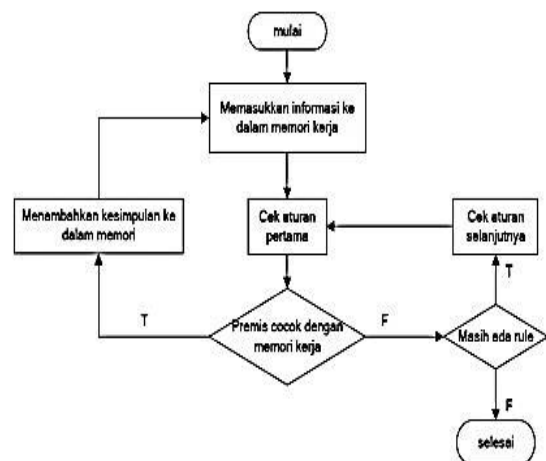 mulai
Memasukkan informasi ke
dalam memori kerja
Menambahkan kesimpulan ke
dalam memori
Cek aturan
pertama
Cek aturan
selanjutnya
T
Premis cocok dengan
memori kerja
F
T
Masih ada rule
F
selesai